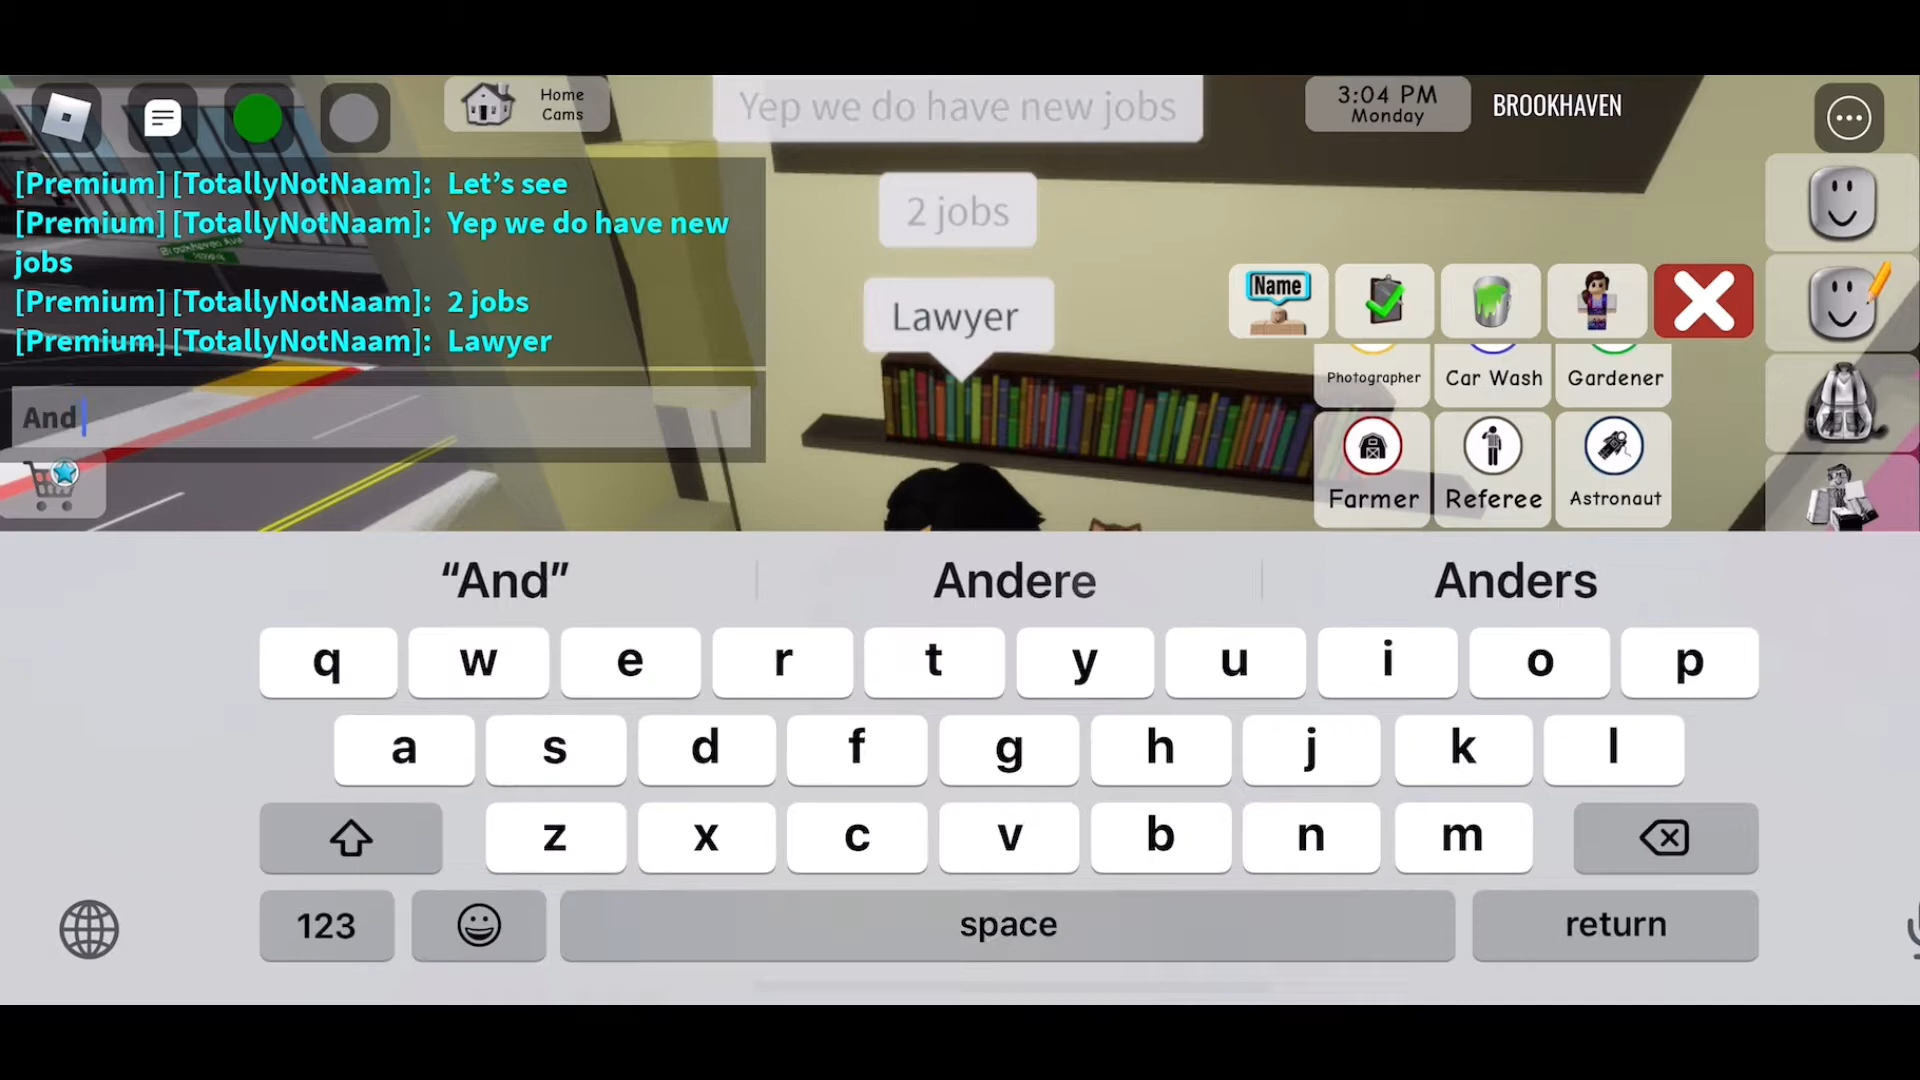 Home
Cams
Yep we do have new jobs
3:04 PM
Monday
BROOKHAVEN
[Premium] [TotallyNotNaam]: Let’s see
[Premium] [TotallyNotNaam]: Yep we do have new
jobs
[Premium] [TotallyNotNaam]: 2 jobs
[Premium] [TotallyNotNaam]: Lawyer
2 jobs
Lawyer
Name
Photographer
Car Wash
Gardener
And
Farmer
Referee
Astronaut
“And”
Andere
Anders
q w e r t y u i o p
a s d f g h j k l
z x c v b n m
123
space
return